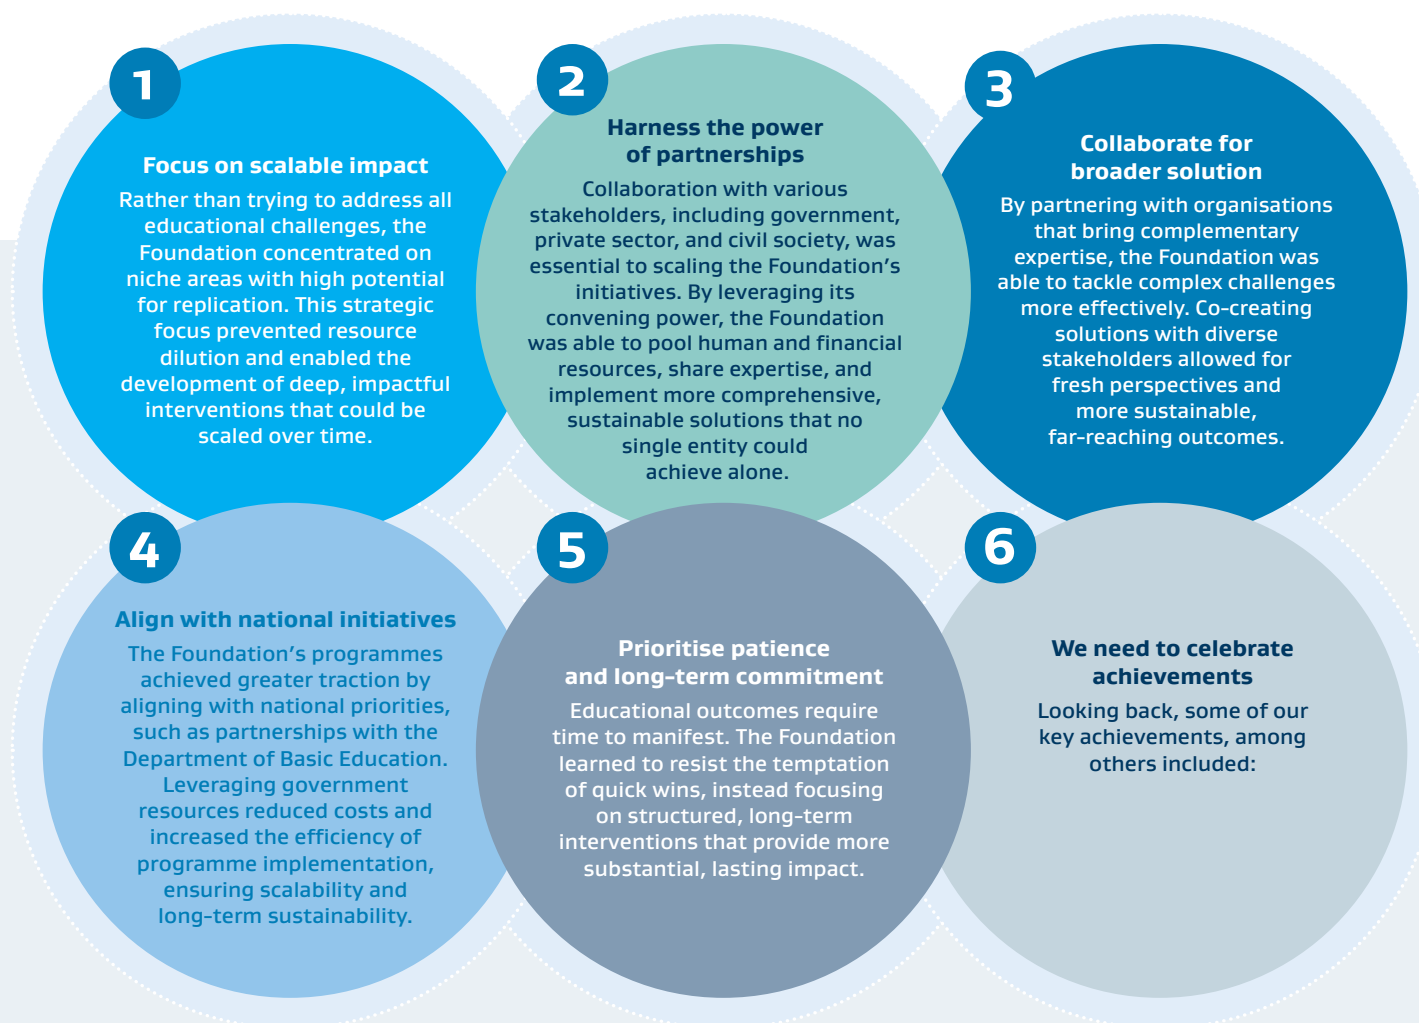 1
Focus on scalable impact
Rather than trying to address all
educational challenges, the
Foundation concentrated on
niche areas with high potential
for replication. This strategic
focus prevented resource
dilution and enabled the
development of deep, impactful
interventions that could be
scaled over time.
2
Harness the power
of partnerships
Collaboration with various
stakeholders, including government,
private sector, and civil society, was
essential to scaling the Foundation’s
initiatives. By leveraging its
convening power, the Foundation
was able to pool human and financial
resources, share expertise, and
implement more comprehensive,
sustainable solutions that no
single entity could
achieve alone.
3
Collaborate for
broader solution
By partnering with organisations
that bring complementary
expertise, the Foundation was
able to tackle complex challenges
more effectively. Co-creating
solutions with diverse
stakeholders allowed for
fresh perspectives and
more sustainable,
far-reaching outcomes.
4
Align with national initiatives
The Foundation’s programmes
achieved greater traction by
aligning with national priorities,
such as partnerships with the
Department of Basic Education.
Leveraging government
resources reduced costs and
increased the efficiency of
programme implementation,
ensuring scalability and
long-term sustainability.
5
Prioritise patience
and long-term commitment
Educational outcomes require
time to manifest. The Foundation
learned to resist the temptation
of quick wins, instead focusing
on structured, long-term
interventions that provide more
substantial, lasting impact.
6
We need to celebrate
achievements
Looking back, some of our
key achievements, among
others included: